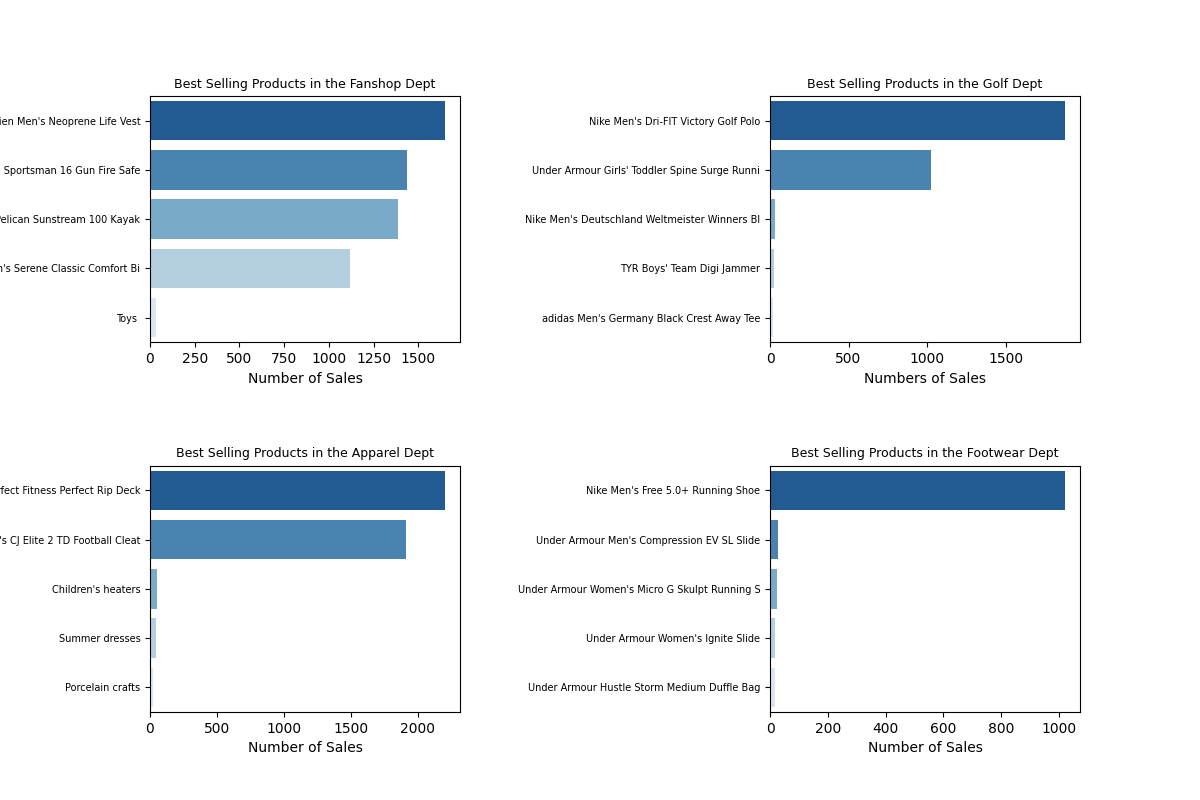 Best Selling Products in the Fanshop Dept
Men's Neoprene Life Vest
Sportsman 16 Gun Fire Safe
Sunstream 100 Kayak
Serene Classic Comfort Bi
Toys
0 250 500 750 1000 1250 1500
Number of Sales
Best Selling Products in the Golf Dept
Nike Men's Dri-FIT Victory Golf Polo
Under Armour Girls' Toddler Spine Surge Runni
Nike Men's Deutschland Weltmeister Winners Bl
TYR Boys' Team Digi Jammer
adidas Men's Germany Black Crest Away Tee
0 500 1000 1500
Numbers of Sales
Best Selling Products in the Apparel Dept
Fitness Perfect Rip Deck
CJ Elite 2 TD Football Cleat
Children's heaters
Summer dresses
Porcelain crafts
0 500 1000 1500 2000
Number of Sales
Best Selling Products in the Footwear Dept
Nike Men's Free 5.0+ Running Shoe
Under Armour Men's Compression EV SL Slide
Under Armour Women's Micro G Skulpt Running S
Under Armour Women's Ignite Slide
Under Armour Hustle Storm Medium Duffle Bag
0 200 400 600 800 1000
Number of Sales